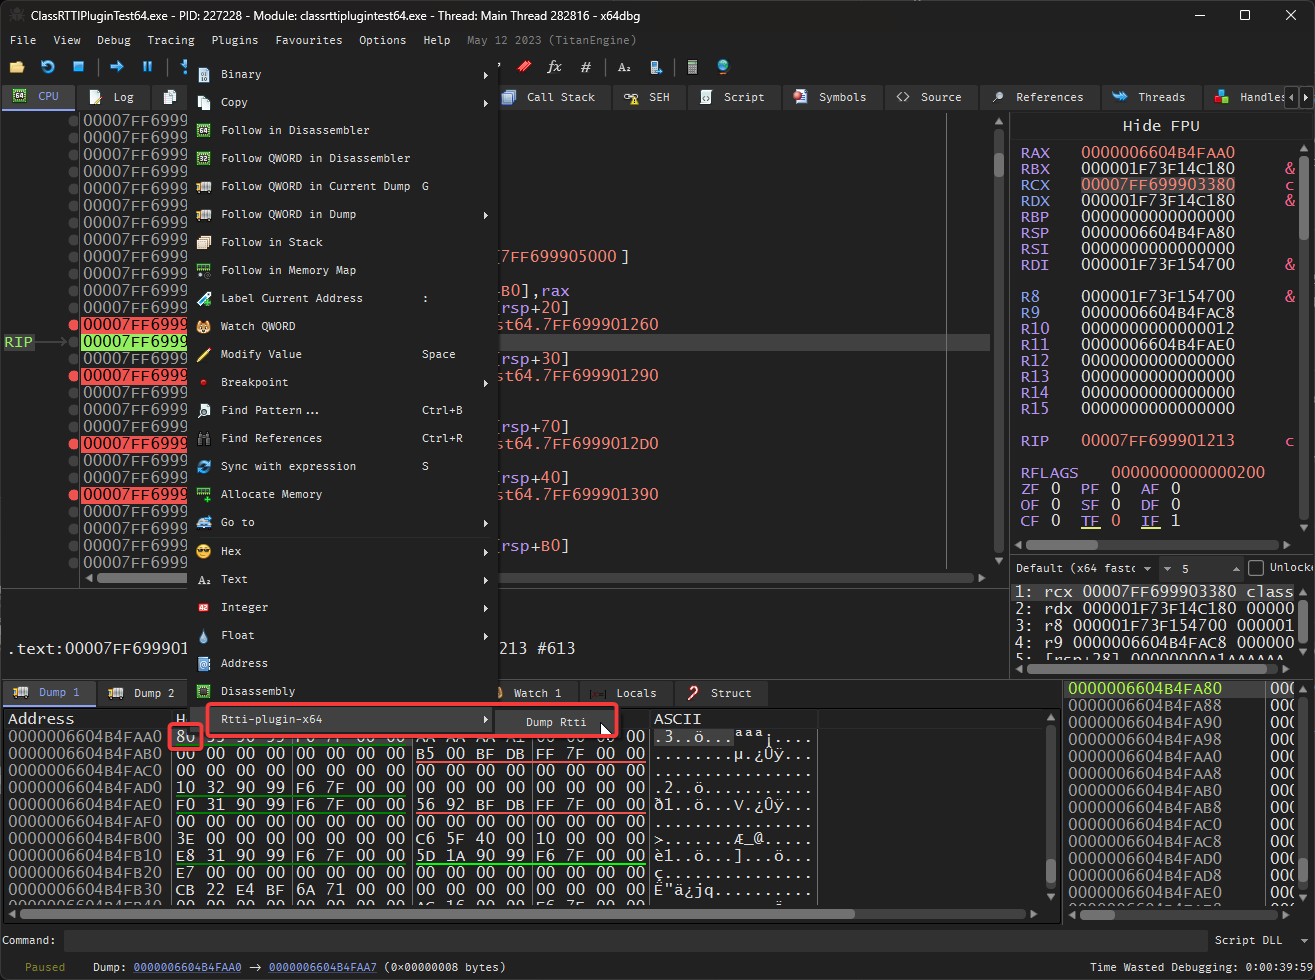 ClassRTTIPluginTest64.exe - PID: 227228 - Module: classrttiplugintest64.exe - Thread: Main Thread 282816 - x64dbg
File View Debug Tracing Plugins Favourites Options Help May 12 2023 (TitanEngine)
fx # A₂
CPU Log Call Stack SEH Script Symbols Source References Threads Handles
Binary
Copy
Follow in Disassembler
Follow QWORD in Disassembler
Follow QWORD in Current Dump G
Follow QWORD in Dump
Follow in Stack
Follow in Memory Map
Label Current Address :
Watch QWORD
Modify Value Space
Breakpoint
Find Pattern... Ctrl+B
Find References Ctrl+R
Sync with expression S
Allocate Memory
Go to
Hex
Text
Integer
Float
Address
Disassembly
Rtti-plugin-x64
Dump Rtti
00007FF6999
00007FF6999
00007FF6999
00007FF6999
00007FF6999
00007FF6999
00007FF6999
00007FF6999
00007FF6999 7FF699905000]
00007FF6999
00007FF6999 +B0],rax
00007FF6999 [rsp+20]
00007FF6999 st64.7FF699901260
RIP 00007FF6999
00007FF6999 [rsp+30]
00007FF6999 st64.7FF699901290
00007FF6999
00007FF6999
00007FF6999 [rsp+70]
00007FF6999 st64.7FF6999012D0
00007FF6999
00007FF6999 [rsp+40]
00007FF6999 st64.7FF699901390
00007FF6999
00007FF6999
00007FF6999 [rsp+B0]
00007FF6999
Hide FPU
RAX 0000006604B4FAA0
RBX 000001F73F14C180 &
RCX 00007FF699903380 c
RDX 000001F73F14C180 &
RBP 0000000000000000
RSP 0000006604B4FA80
RSI 0000000000000000
RDI 000001F73F154700 &
R8 000001F73F154700 &
R9 0000006604B4FAC8
R10 0000000000000012
R11 0000006604B4FAE0
R12 0000000000000000
R13 0000000000000000
R14 0000000000000000
R15 0000000000000000
RIP 00007FF699901213 c
RFLAGS 0000000000000200
ZF 0 PF 0 AF 0
OF 0 SF 0 DF 0
CF 0 TF 0 IF 1
Default (x64 fastc 5 Unlocke
1: rcx 00007FF699903380 class
2: rdx 000001F73F14C180 00000
3: r8 000001F73F154700 000001
4: r9 0000006604B4FAC8 000000
.text:00007FF699901 213 #613
Dump 1 Dump 2 Watch 1 Locals Struct
Address H ASCII
0000006604B4FAA0 80 00 00 .3..ö...ªªª¡....
0000006604B4FAB0 00 00 00 00 00 00 00 00 B5 00 BF DB FF 7F 00 00 ........µ.¿Ûÿ...
0000006604B4FAC0 00 00 00 00 00 00 00 00 00 00 00 00 00 00 00 00 ................
0000006604B4FAD0 10 32 90 99 F6 7F 00 00 00 00 00 00 00 00 00 00 .2..ö...........
0000006604B4FAE0 F0 31 90 99 F6 7F 00 00 56 92 BF DB FF 7F 00 00 ð1..ö...V.¿Ûÿ...
0000006604B4FAF0 00 00 00 00 00 00 00 00 00 00 00 00 00 00 00 00 ................
0000006604B4FB00 3E 00 00 00 00 00 00 00 C6 5F 40 00 10 00 00 00 >.......Æ_@.....
0000006604B4FB10 E8 31 90 99 F6 7F 00 00 5D 1A 90 99 F6 7F 00 00 è1..ö...]...ö...
0000006604B4FB20 E7 00 00 00 00 00 00 00 00 00 00 00 00 00 00 00 ç...............
0000006604B4FB30 CB 22 E4 BF 6A 71 00 00 00 00 00 00 00 00 00 00 Ë"ä¿jq..........
0000006604B4FA80 000
0000006604B4FA88 000
0000006604B4FA90 000
0000006604B4FA98 000
0000006604B4FAA0 000
0000006604B4FAA8 000
0000006604B4FAB0 000
0000006604B4FAB8 000
0000006604B4FAC0 000
0000006604B4FAC8 000
0000006604B4FAD0 000
0000006604B4FAD8 000
0000006604B4FAE0 000
Command: Script DLL
Paused Dump: 0000006604B4FAA0 -> 0000006604B4FAA7 (0x00000008 bytes) Time Wasted Debugging: 0:00:39:59